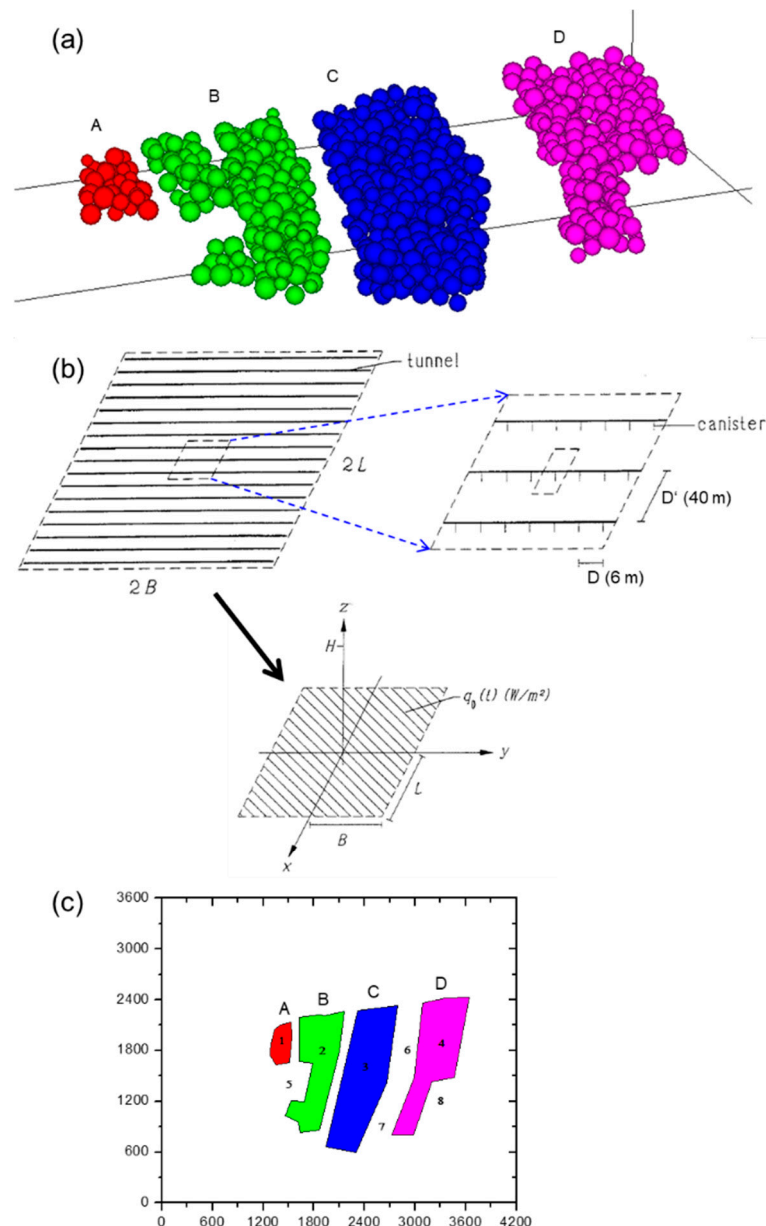 (a)
A
B
C
D
(b)
tunnel
canister
2L
D' (40 m)
2B
D (6 m)
z
H
q₀(t) (W/m²)
y
L
B
x
(c)
3600
3000
2400
1800
1200
600
0
A
B
C
D
1
2
3
4
5
6
7
8
0 600 1200 1800 2400 3000 3600 4200